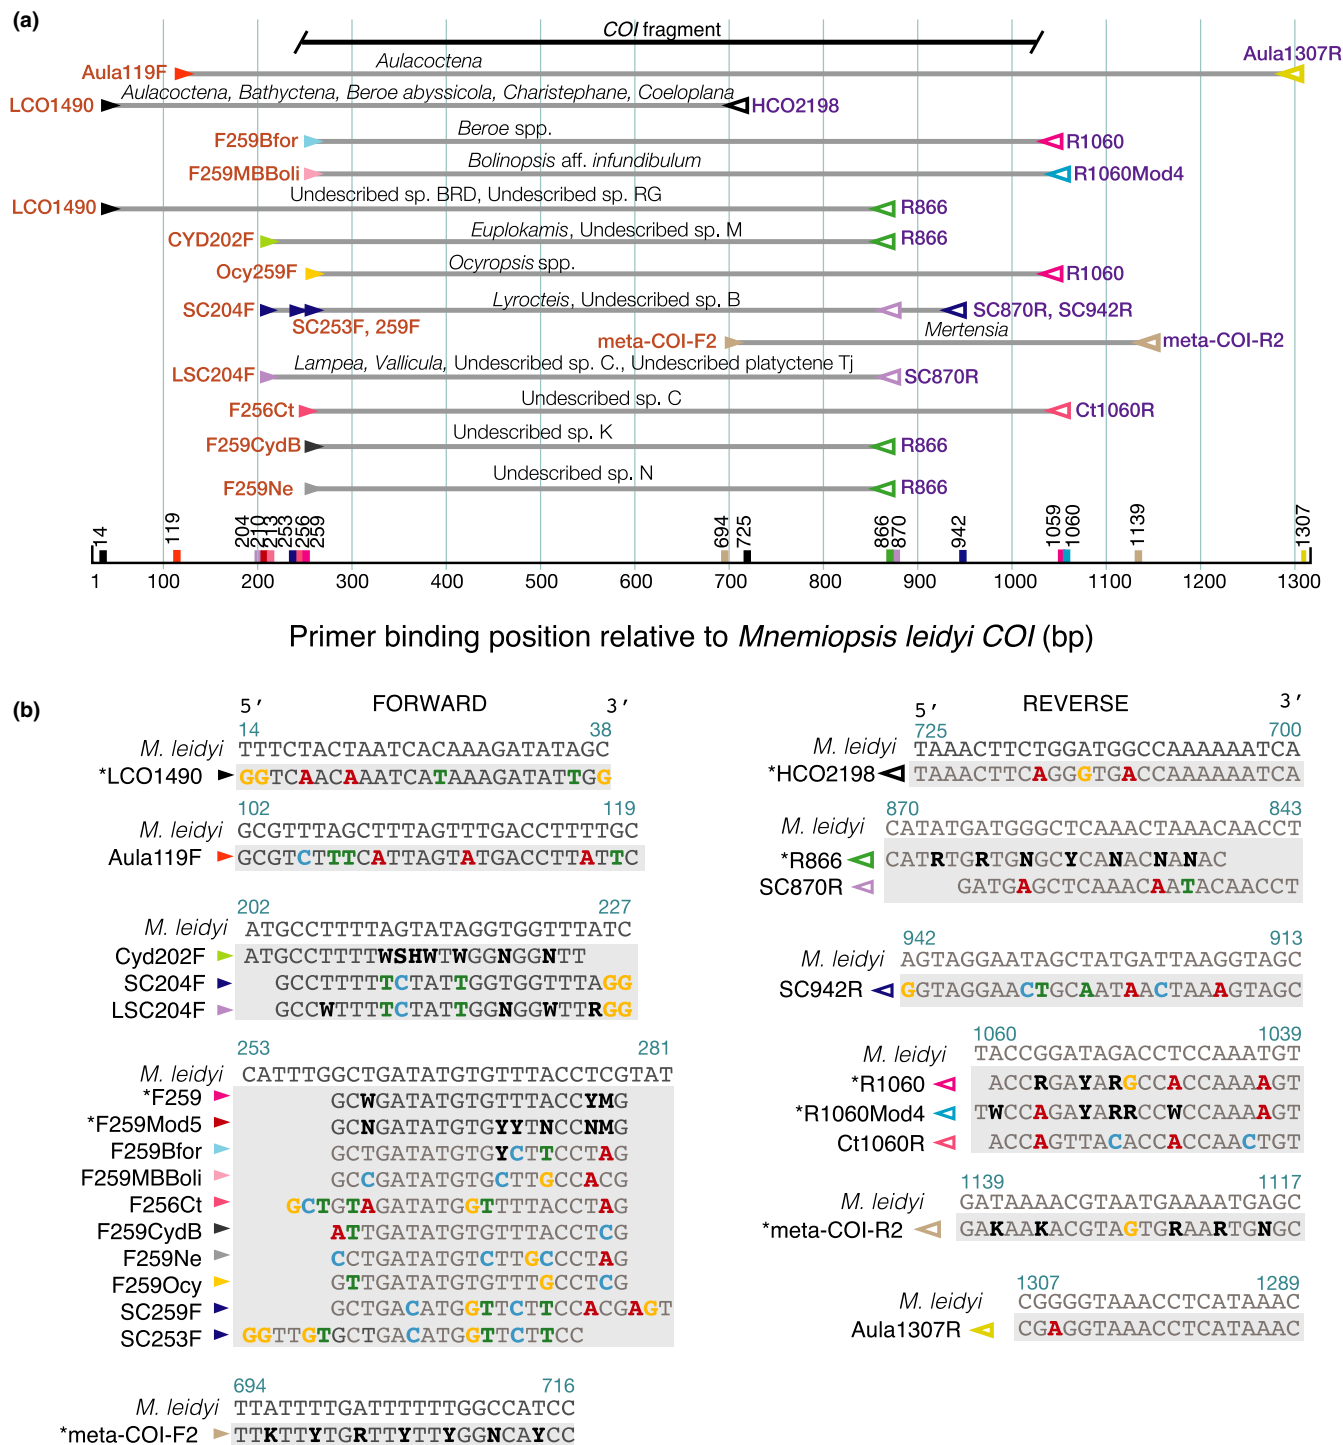 (a)
COI fragment
Aula119F Aulacoctena Aula1307R
LCO1490 Aulacoctena, Bathyctena, Beroe abyssicola, Charistephane, Coeloplana HCO2198
F259Bfor Beroe spp. R1060
F259MBBoli Bolinopsis aff. infundibulum R1060Mod4
LCO1490 Undescribed sp. BRD, Undescribed sp. RG R866
CYD202F Euplokamis, Undescribed sp. M R866
Ocy259F Ocyropsis spp. R1060
SC204F Lyrocteis, Undescribed sp. B SC870R, SC942R
SC253F, 259F
meta-COI-F2 Mertensia meta-COI-R2
LSC204F Lampea, Vallicula, Undescribed sp. C., Undescribed platyctene Tj SC870R
F256Ct Undescribed sp. C Ct1060R
F259CydB Undescribed sp. K R866
F259Ne Undescribed sp. N R866
14 119 204 210 213 253 256 259 694 725 866 870 942 1059 1060 1139 1307
1 100 200 300 400 500 600 700 800 900 1000 1100 1200 1300
Primer binding position relative to Mnemiopsis leidyi COI (bp)
(b)
5′ FORWARD 3′
14 38
M. leidyi TTTCTACTAATCACAAAGATATAGC
*LCO1490 GGTCAACAAATCATAAAGATATTGG
102 119
M. leidyi GCGTTTAGCTTTAGTTTGACCTTTTGC
Aula119F GCGTCTTTCATTAGTATGACCTTATTC
202 227
M. leidyi ATGCCTTTTAGTATAGGTGGTTTATC
Cyd202F ATGCCTTTTWSHWTWGGNGGNTT
SC204F GCCTTTTTCTATTGGTGGTTTAGG
LSC204F GCCWTTTTCTATTGGNGGWTTRGG
253 281
M. leidyi CATTTGGCTGATATGTGTTTACCTCGTAT
*F259 GCWGATATGTGTTTACCYMG
*F259Mod5 GCNGATATGTGYYTNCCNMG
F259Bfor GCTGATATGTGYCTTCCTAG
F259MBBoli GCCGATATGTGCTTGCCACG
F256Ct GCTGTAGATATGGTTTTACCTAG
F259CydB ATTGATATGTGTTTACCTCG
F259Ne CCTGATATGTCTTGCCCTAG
F259Ocy GTTGATATGTGTTTGCCTCG
SC259F GCTGACATGGTTCTTCCACGAGT
SC253F GGTTGTGCTGACATGGTTCTTCC
694 716
M. leidyi TTATTTTGATTTTTTGGCCATCC
*meta-COI-F2 TTKTTYTGRTTYTTYGGNCAYCC
5′ REVERSE 3′
725 700
M. leidyi TAAACTTCTGGATGGCCAAAAAATCA
*HCO2198 TAAACTTCAGGGTGACCAAAAAATCA
870 843
M. leidyi CATATGATGGGCTCAAACTAAACAACCT
*R866 CATRTGRTGNGCYCANACNANAC
SC870R GATGAGCTCAAACAATACAACCT
942 913
M. leidyi AGTAGGAATAGCTATGATTAAGGTAGC
SC942R GGTAGGAACTGCAATAACTAAAGTAGC
1060 1039
M. leidyi TACCGGATAGACCTCCAAATGT
*R1060 ACCRGAYARGCCACCAAAAGT
*R1060Mod4 TWCCAGAYARRCCWCCAAAAGT
Ct1060R ACCAGTTACACCACCAACTGT
1139 1117
M. leidyi GATAAAACGTAATGAAAATGAGC
*meta-COI-R2 GAKAAKACGTAGTGRAARTGNGC
1307 1289
M. leidyi CGGGGTAAACCTCATAAAC
Aula1307R CGAGGTAAACCTCATAAAC